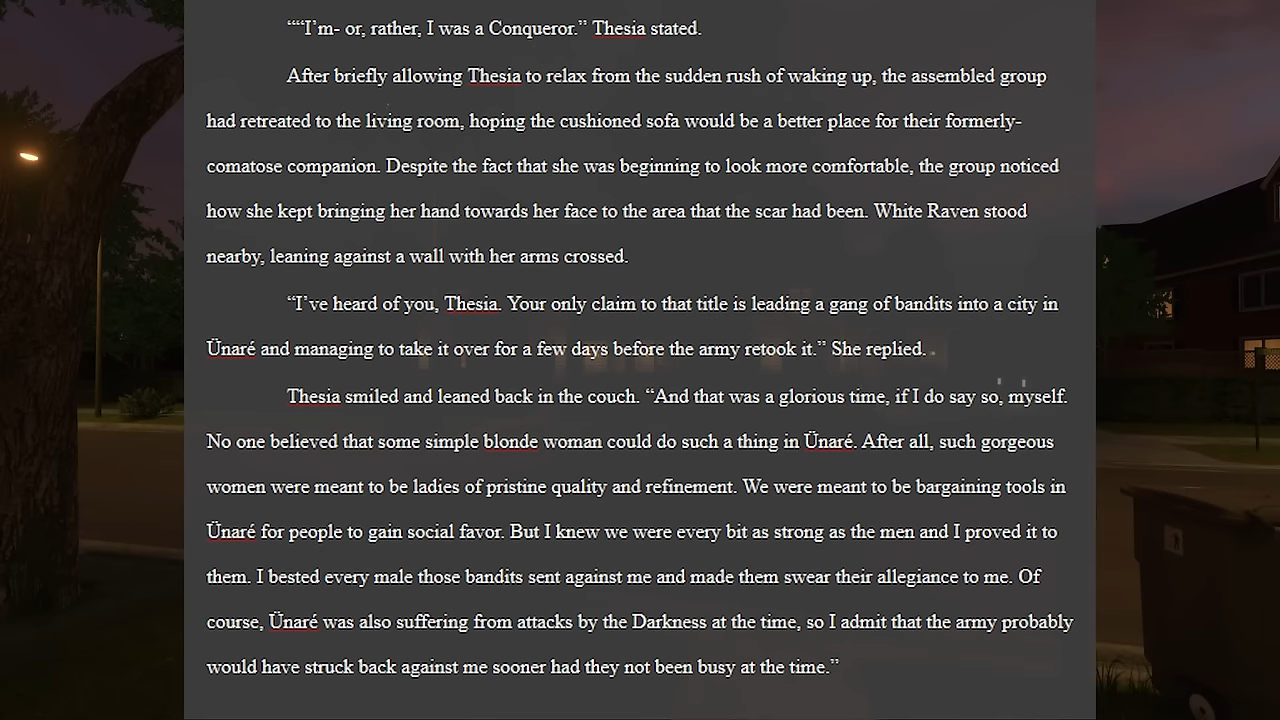 ““I’m- or, rather, I was a Conqueror.” Thesia stated.
After briefly allowing Thesia to relax from the sudden rush of waking up, the assembled group
had retreated to the living room, hoping the cushioned sofa would be a better place for their formerly-
comatose companion. Despite the fact that she was beginning to look more comfortable, the group noticed
how she kept bringing her hand towards her face to the area that the scar had been. White Raven stood
nearby, leaning against a wall with her arms crossed.
“I’ve heard of you, Thesia. Your only claim to that title is leading a gang of bandits into a city in
Ünaré and managing to take it over for a few days before the army retook it.” She replied.
Thesia smiled and leaned back in the couch. “And that was a glorious time, if I do say so, myself.
No one believed that some simple blonde woman could do such a thing in Ünaré. After all, such gorgeous
women were meant to be ladies of pristine quality and refinement. We were meant to be bargaining tools in
Ünaré for people to gain social favor. But I knew we were every bit as strong as the men and I proved it to
them. I bested every male those bandits sent against me and made them swear their allegiance to me. Of
course, Ünaré was also suffering from attacks by the Darkness at the time, so I admit that the army probably
would have struck back against me sooner had they not been busy at the time.”